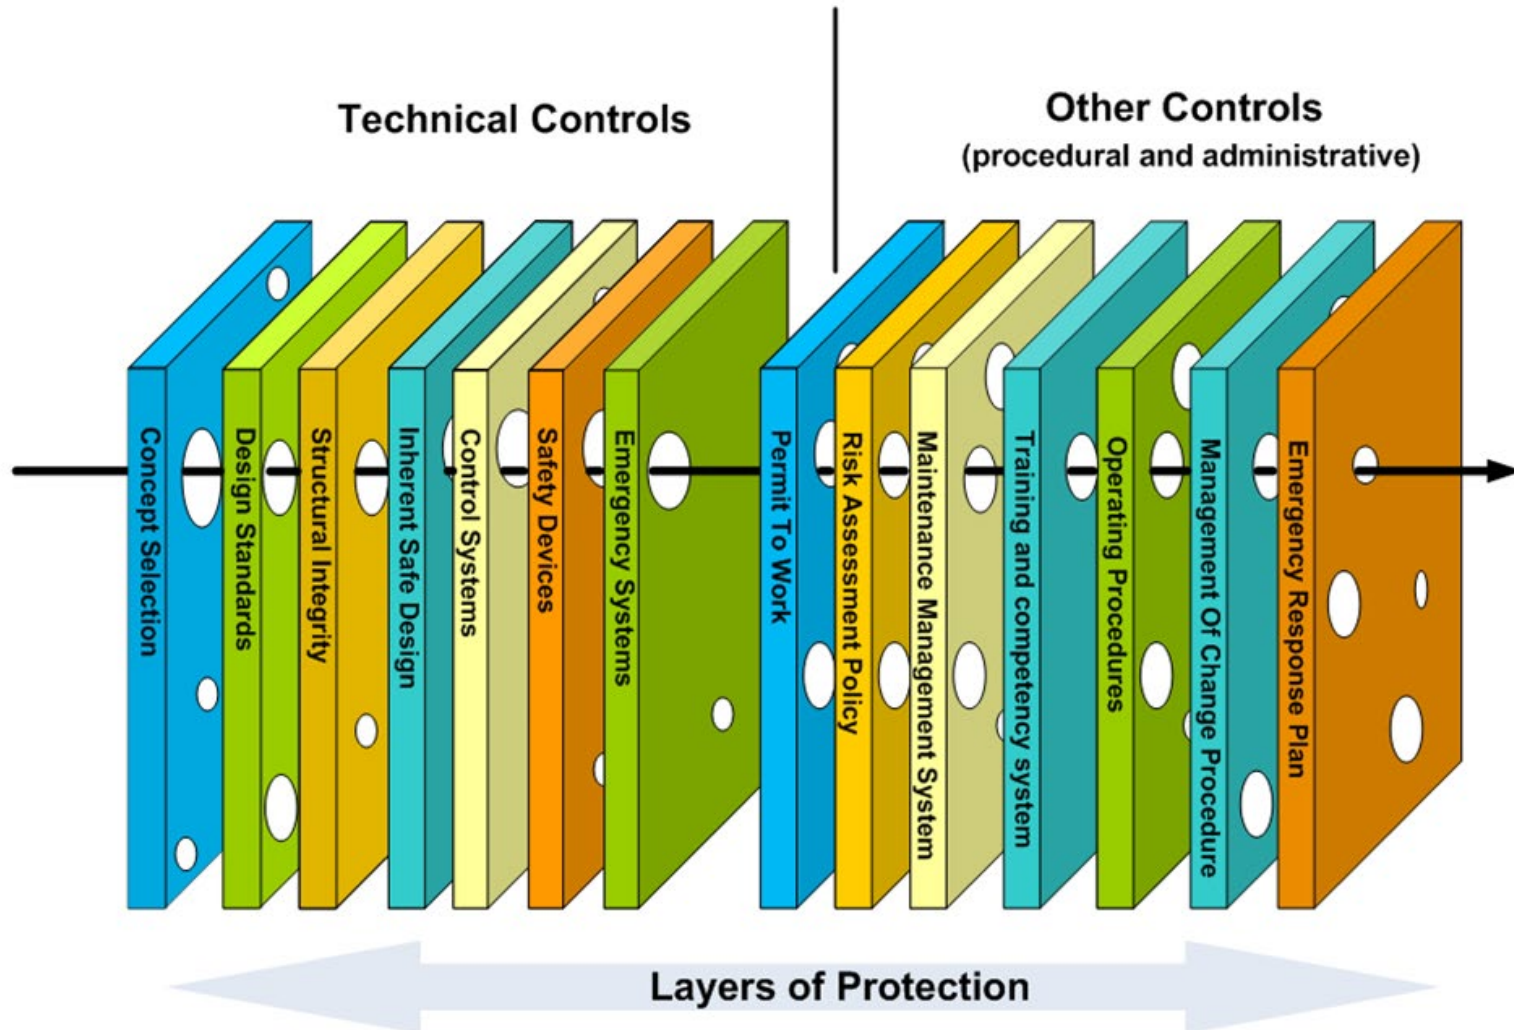 Technical Controls
Other Controls
(procedural and administrative)
Concept Selection
Design Standards
Structural Integrity
Inherent Safe Design
Control Systems
Safety Devices
Emergency Systems
Permit To Work
Risk Assessment Policy
Maintenance Management System
Training and competency system
Operating Procedures
Management Of Change Procedure
Emergency Response Plan
Layers of Protection